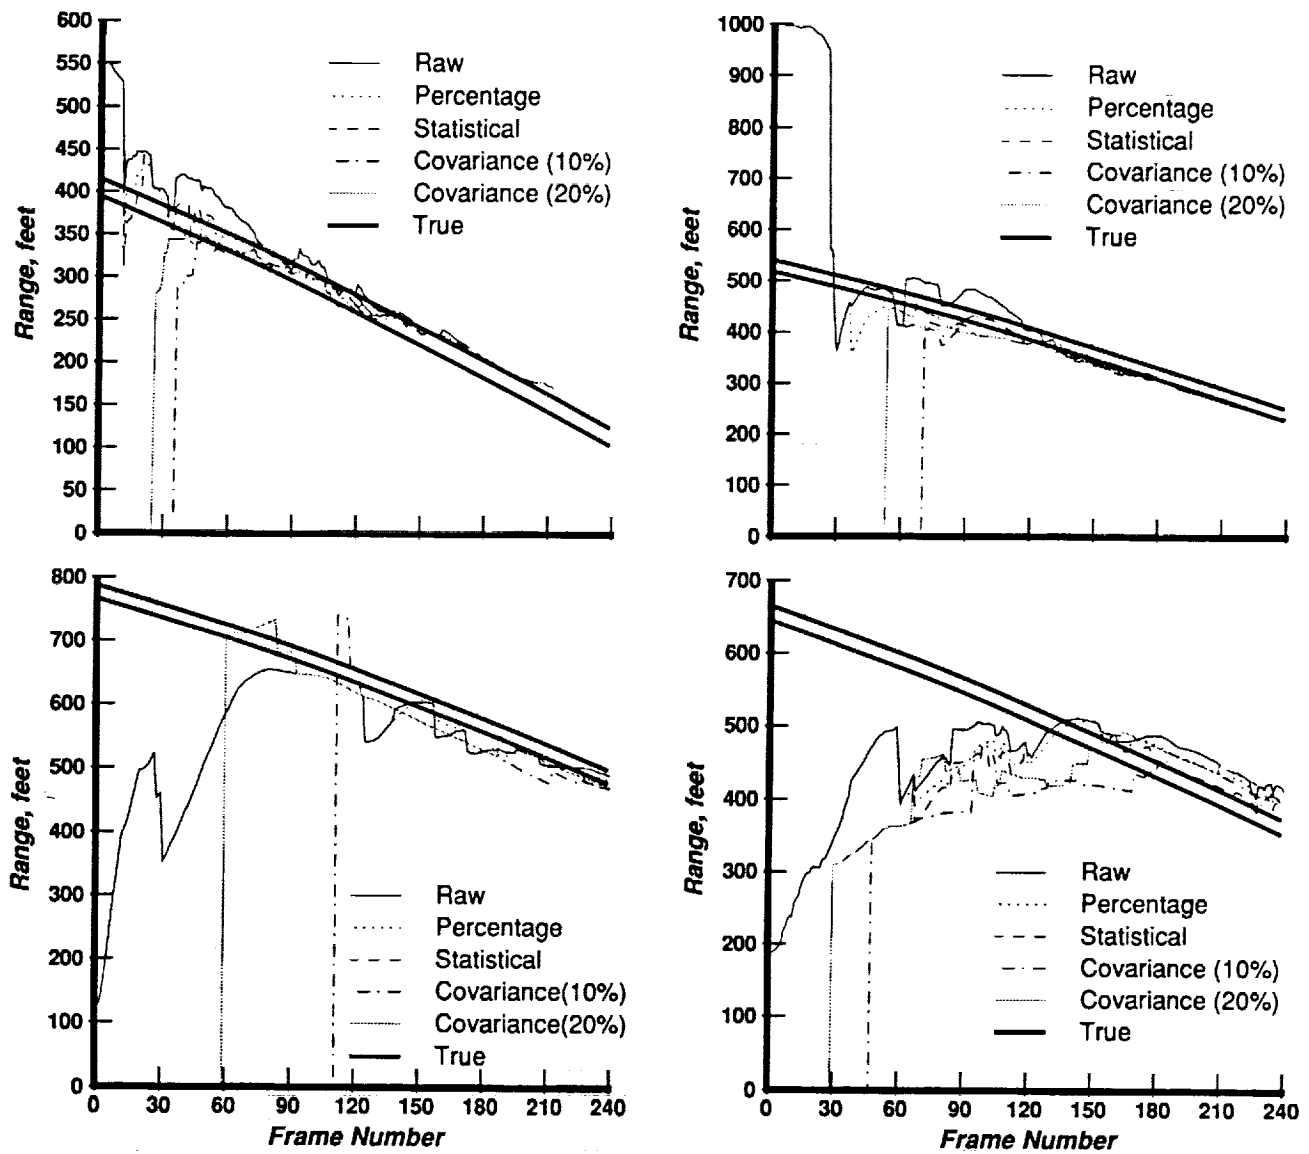 600
550
500
450
400
350
300
250
200
150
100
50
0
Range, feet
Raw
Percentage
Statistical
Covariance (10%)
Covariance (20%)
True
1000
900
800
700
600
500
400
300
200
100
0
Range, feet
Raw
Percentage
Statistical
Covariance (10%)
Covariance (20%)
True
800
700
600
500
400
300
200
100
0
Range, feet
Raw
Percentage
Statistical
Covariance(10%)
Covariance(20%)
True
0 30 60 90 120 150 180 210 240
Frame Number
700
600
500
400
300
200
100
0
Range, feet
Raw
Percentage
Statistical
Covariance (10%)
Covariance (20%)
True
0 30 60 90 120 150 180 210 240
Frame Number